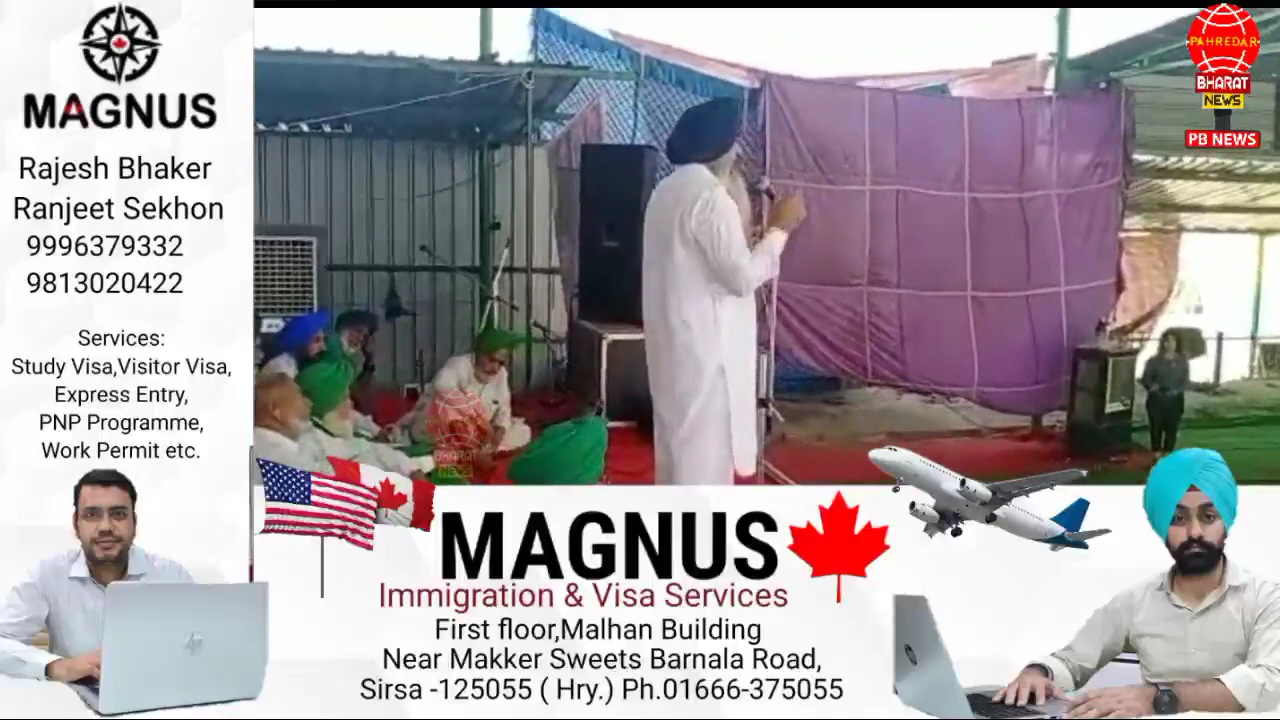 MAGNUS
Rajesh Bhaker
Ranjeet Sekhon
9996379332
9813020422
Services:
Study Visa,Visitor Visa,
Express Entry,
PNP Programme,
Work Permit etc.
PAHREDAR
BHARAT
NEWS
PB NEWS
BHARAT
NEWS
MAGNUS
Immigration & Visa Services
First floor,Malhan Building
Near Makker Sweets Barnala Road,
Sirsa -125055 ( Hry.) Ph.01666-375055